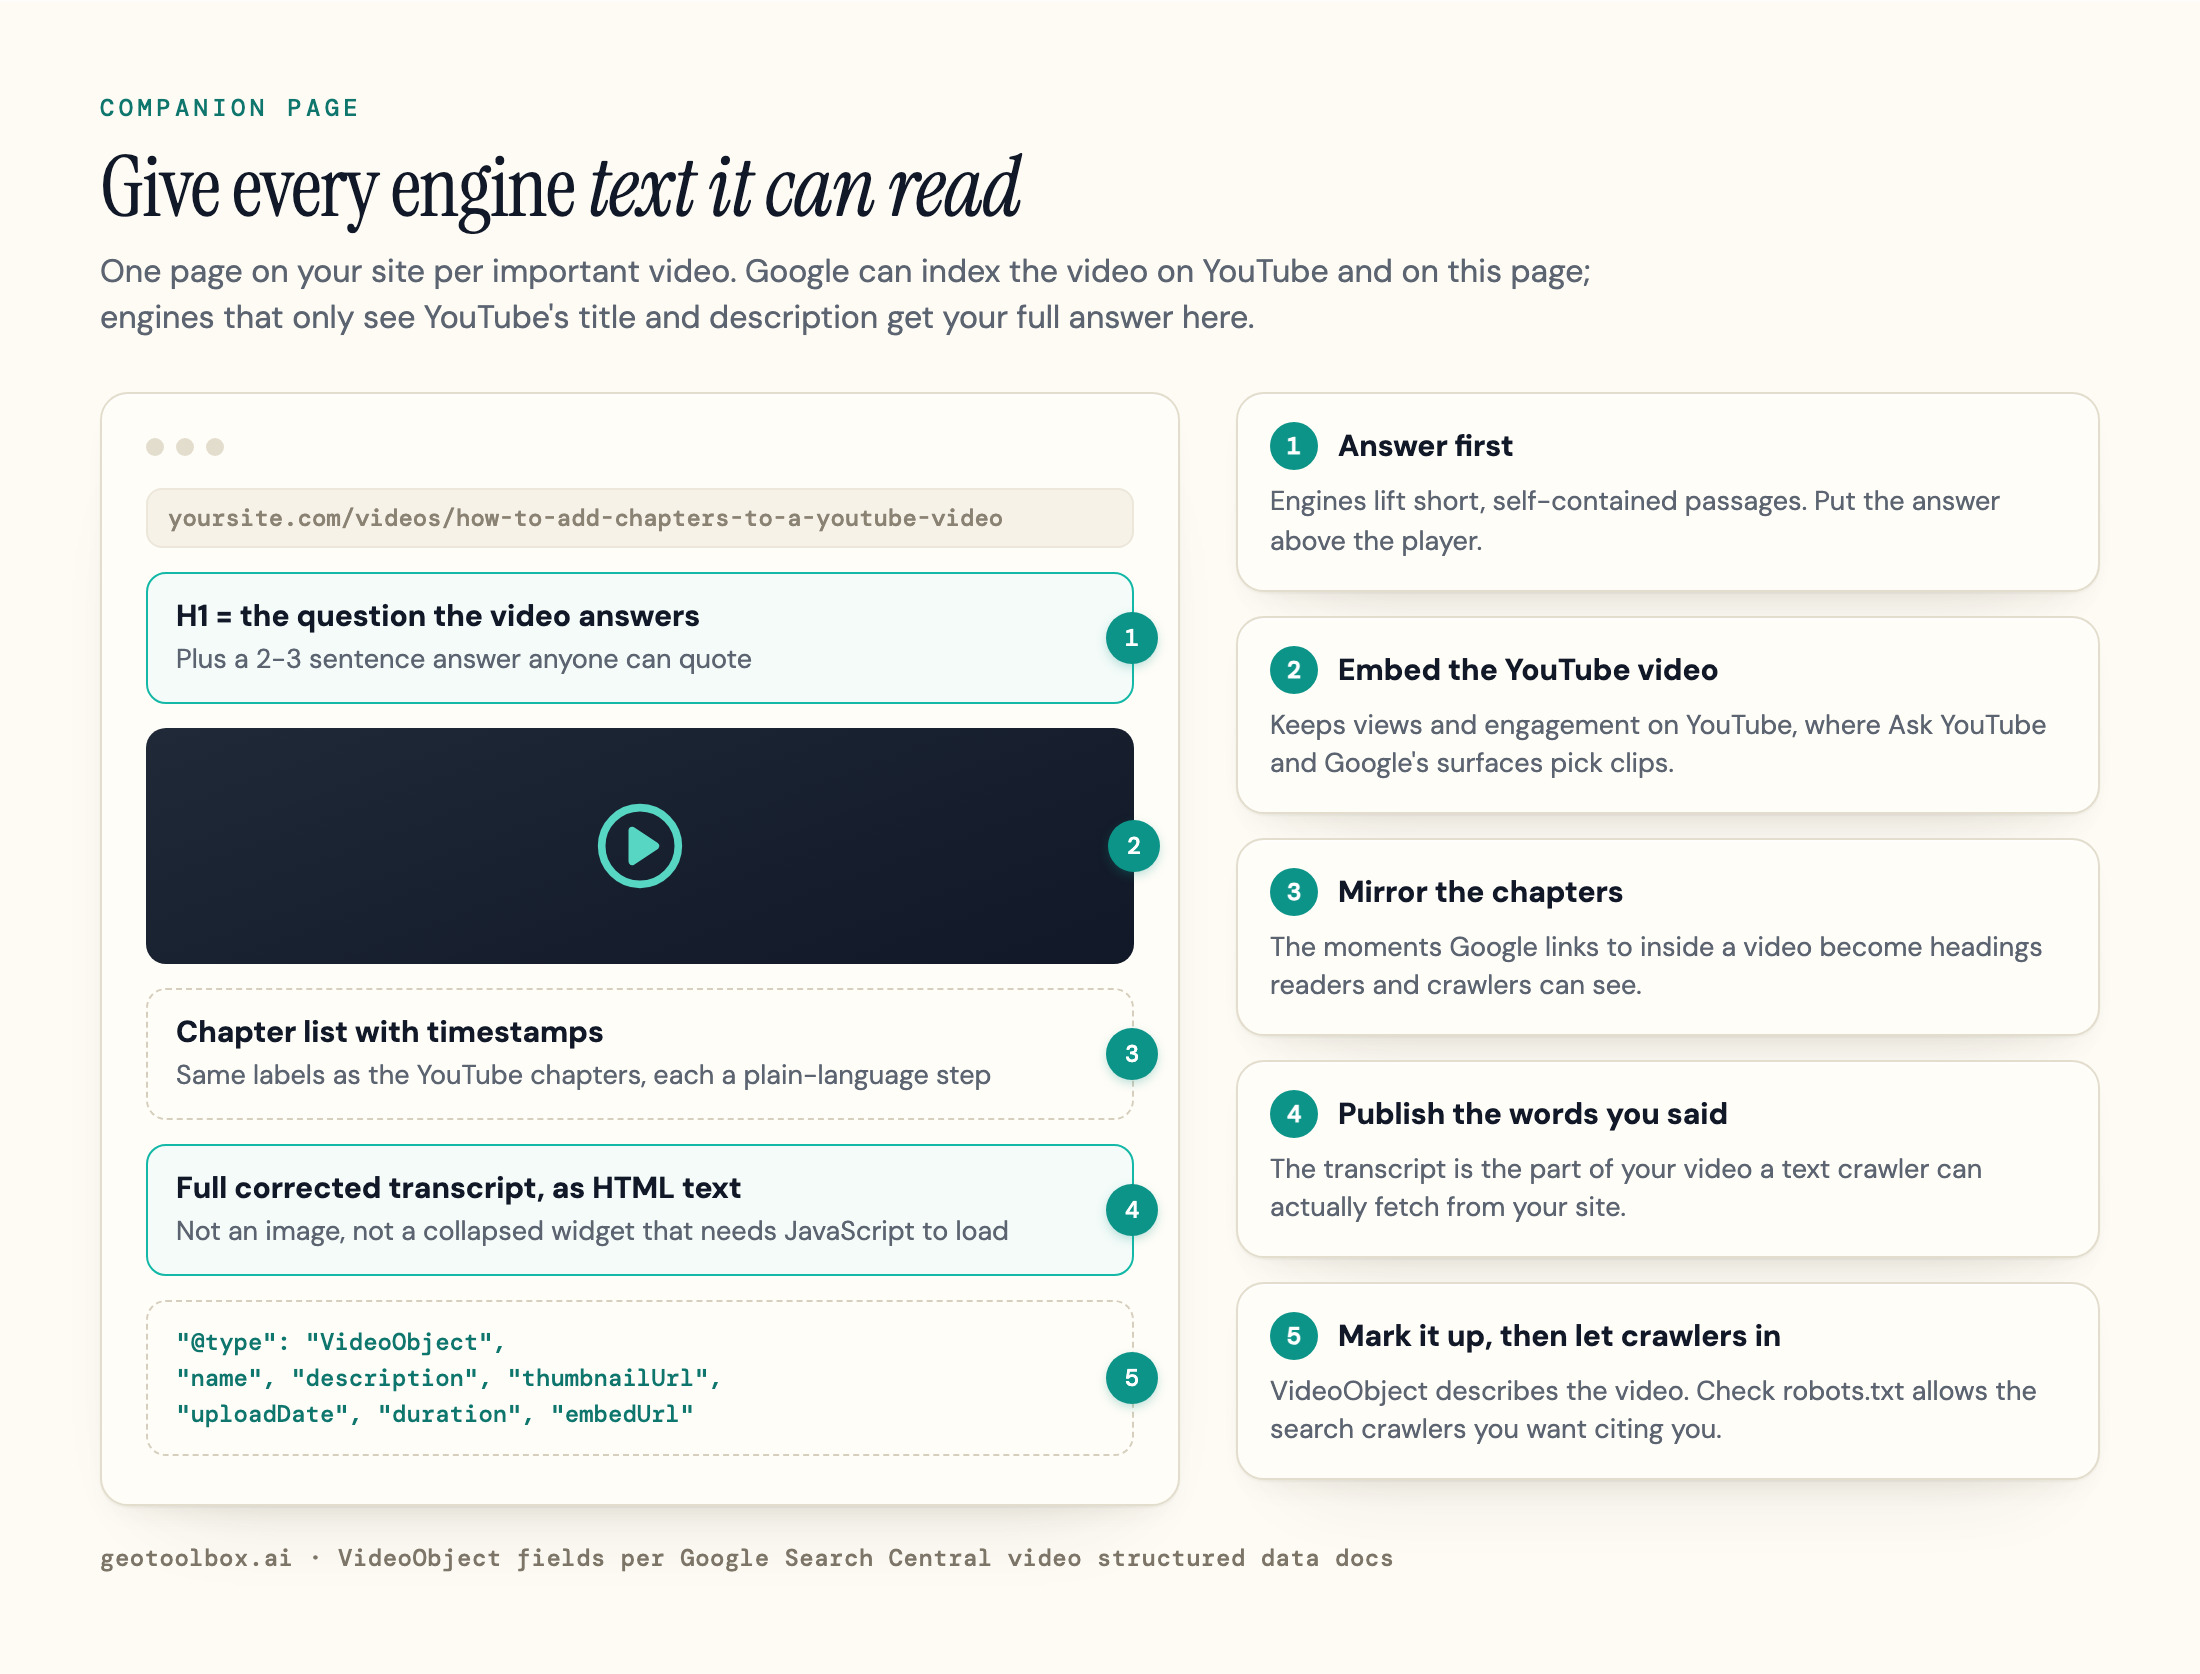 COMPANION PAGE
Give every engine text it can read
One page on your site per important video. Google can index the video on YouTube and on this page;
engines that only see YouTube's title and description get your full answer here.
yoursite.com/videos/how-to-add-chapters-to-a-youtube-video
H1 = the question the video answers
Plus a 2-3 sentence answer anyone can quote
1
2
Chapter list with timestamps
Same labels as the YouTube chapters, each a plain-language step
3
Full corrected transcript, as HTML text
Not an image, not a collapsed widget that needs JavaScript to load
4
"@type": "VideoObject",
"name", "description", "thumbnailUrl",
"uploadDate", "duration", "embedUrl"
5
1 Answer first
Engines lift short, self-contained passages. Put the answer
above the player.
2 Embed the YouTube video
Keeps views and engagement on YouTube, where Ask YouTube
and Google's surfaces pick clips.
3 Mirror the chapters
The moments Google links to inside a video become headings
readers and crawlers can see.
4 Publish the words you said
The transcript is the part of your video a text crawler can
actually fetch from your site.
5 Mark it up, then let crawlers in
VideoObject describes the video. Check robots.txt allows the
search crawlers you want citing you.
geotoolbox.ai · VideoObject fields per Google Search Central video structured data docs